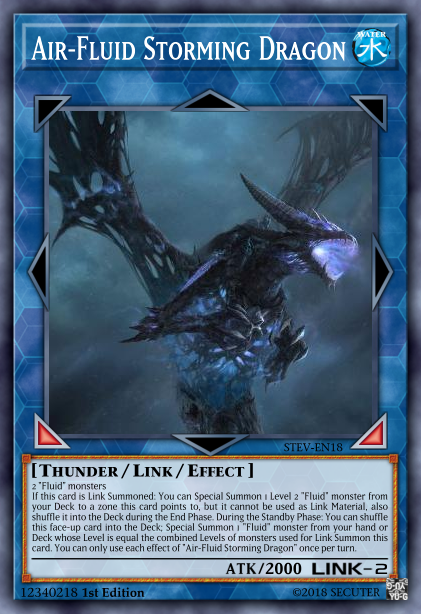 AIR-FLUID STORMING DRAGON
WATER
水
STEV-EN18
[THUNDER / LINK / EFFECT]
2 "Fluid" monsters
If this card is Link Summoned: You can Special Summon 1 Level 2 "Fluid" monster from
your Deck to a zone this card points to, but it cannot be used as Link Material, also
shuffle it into the Deck during the End Phase. During the Standby Phase: You can shuffle
this face-up card into the Deck; Special Summon 1 "Fluid" monster from your hand or
Deck whose Level is equal the combined Levels of monsters used for Link Summon this
card. You can only use each effect of "Air-Fluid Storming Dragon" once per turn.
ATK/2000 LINK-2
12340218 1st Edition
©2018 SECUTER